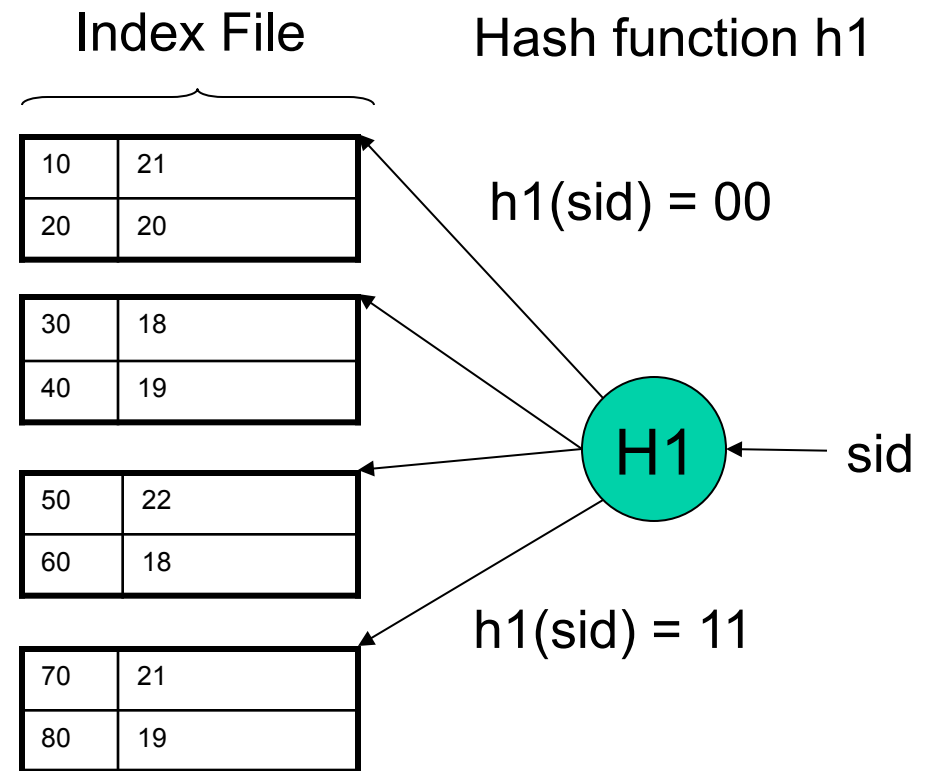 Index File
Hash function h1
10 21
20 20
h1(sid) = 00
30 18
40 19
H1
sid
50 22
60 18
h1(sid) = 11
70 21
80 19